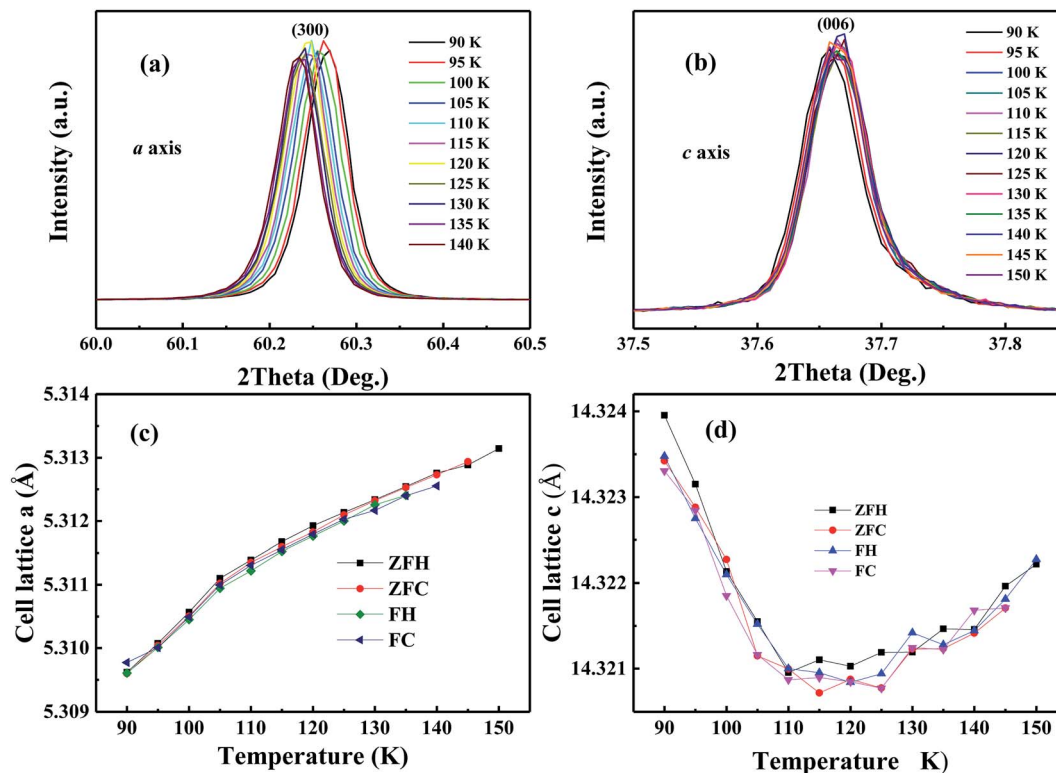 (300)
(a)
a axis
90 K
95 K
100 K
105 K
110 K
115 K
120 K
125 K
130 K
135 K
140 K
Intensity (a.u.)
60.0 60.1 60.2 60.3 60.4 60.5
2Theta (Deg.)
(006)
(b)
c axis
90 K
95 K
100 K
105 K
110 K
115 K
120 K
125 K
130 K
135 K
140 K
145 K
150 K
Intensity (a.u.)
37.5 37.6 37.7 37.8
2Theta (Deg.)
(c)
5.314
5.313
5.312
5.311
5.310
5.309
Cell lattice a (Å)
ZFH
ZFC
FH
FC
90 100 110 120 130 140 150
Temperature (K)
(d)
14.324
14.323
14.322
14.321
Cell lattice c (Å)
ZFH
ZFC
FH
FC
90 100 110 120 130 140 150
Temperature K)